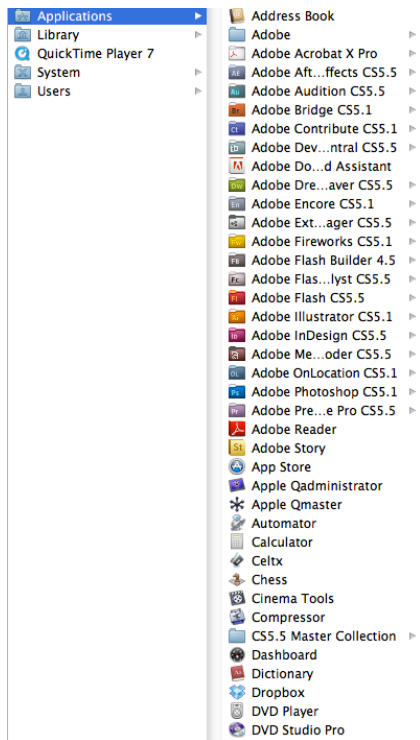 Applications
Library
QuickTime Player 7
System
Users
Address Book
Adobe
Adobe Acrobat X Pro
Adobe Aft...ffects CS5.5
Adobe Audition CS5.5
Adobe Bridge CS5.1
Adobe Contribute CS5.1
Adobe Dev...ntral CS5.5
Adobe Do...d Assistant
Adobe Dre...aver CS5.5
Adobe Encore CS5.1
Adobe Ext...ager CS5.5
Adobe Fireworks CS5.1
Adobe Flash Builder 4.5
Adobe Flas...lyst CS5.5
Adobe Flash CS5.5
Adobe Illustrator CS5.1
Adobe InDesign CS5.5
Adobe Me...oder CS5.5
Adobe OnLocation CS5.1
Adobe Photoshop CS5.1
Adobe Pre...e Pro CS5.5
Adobe Reader
Adobe Story
App Store
Apple Qadministrator
Apple Qmaster
Automator
Calculator
Celtx
Chess
Cinema Tools
Compressor
CS5.5 Master Collection
Dashboard
Dictionary
Dropbox
DVD Player
DVD Studio Pro